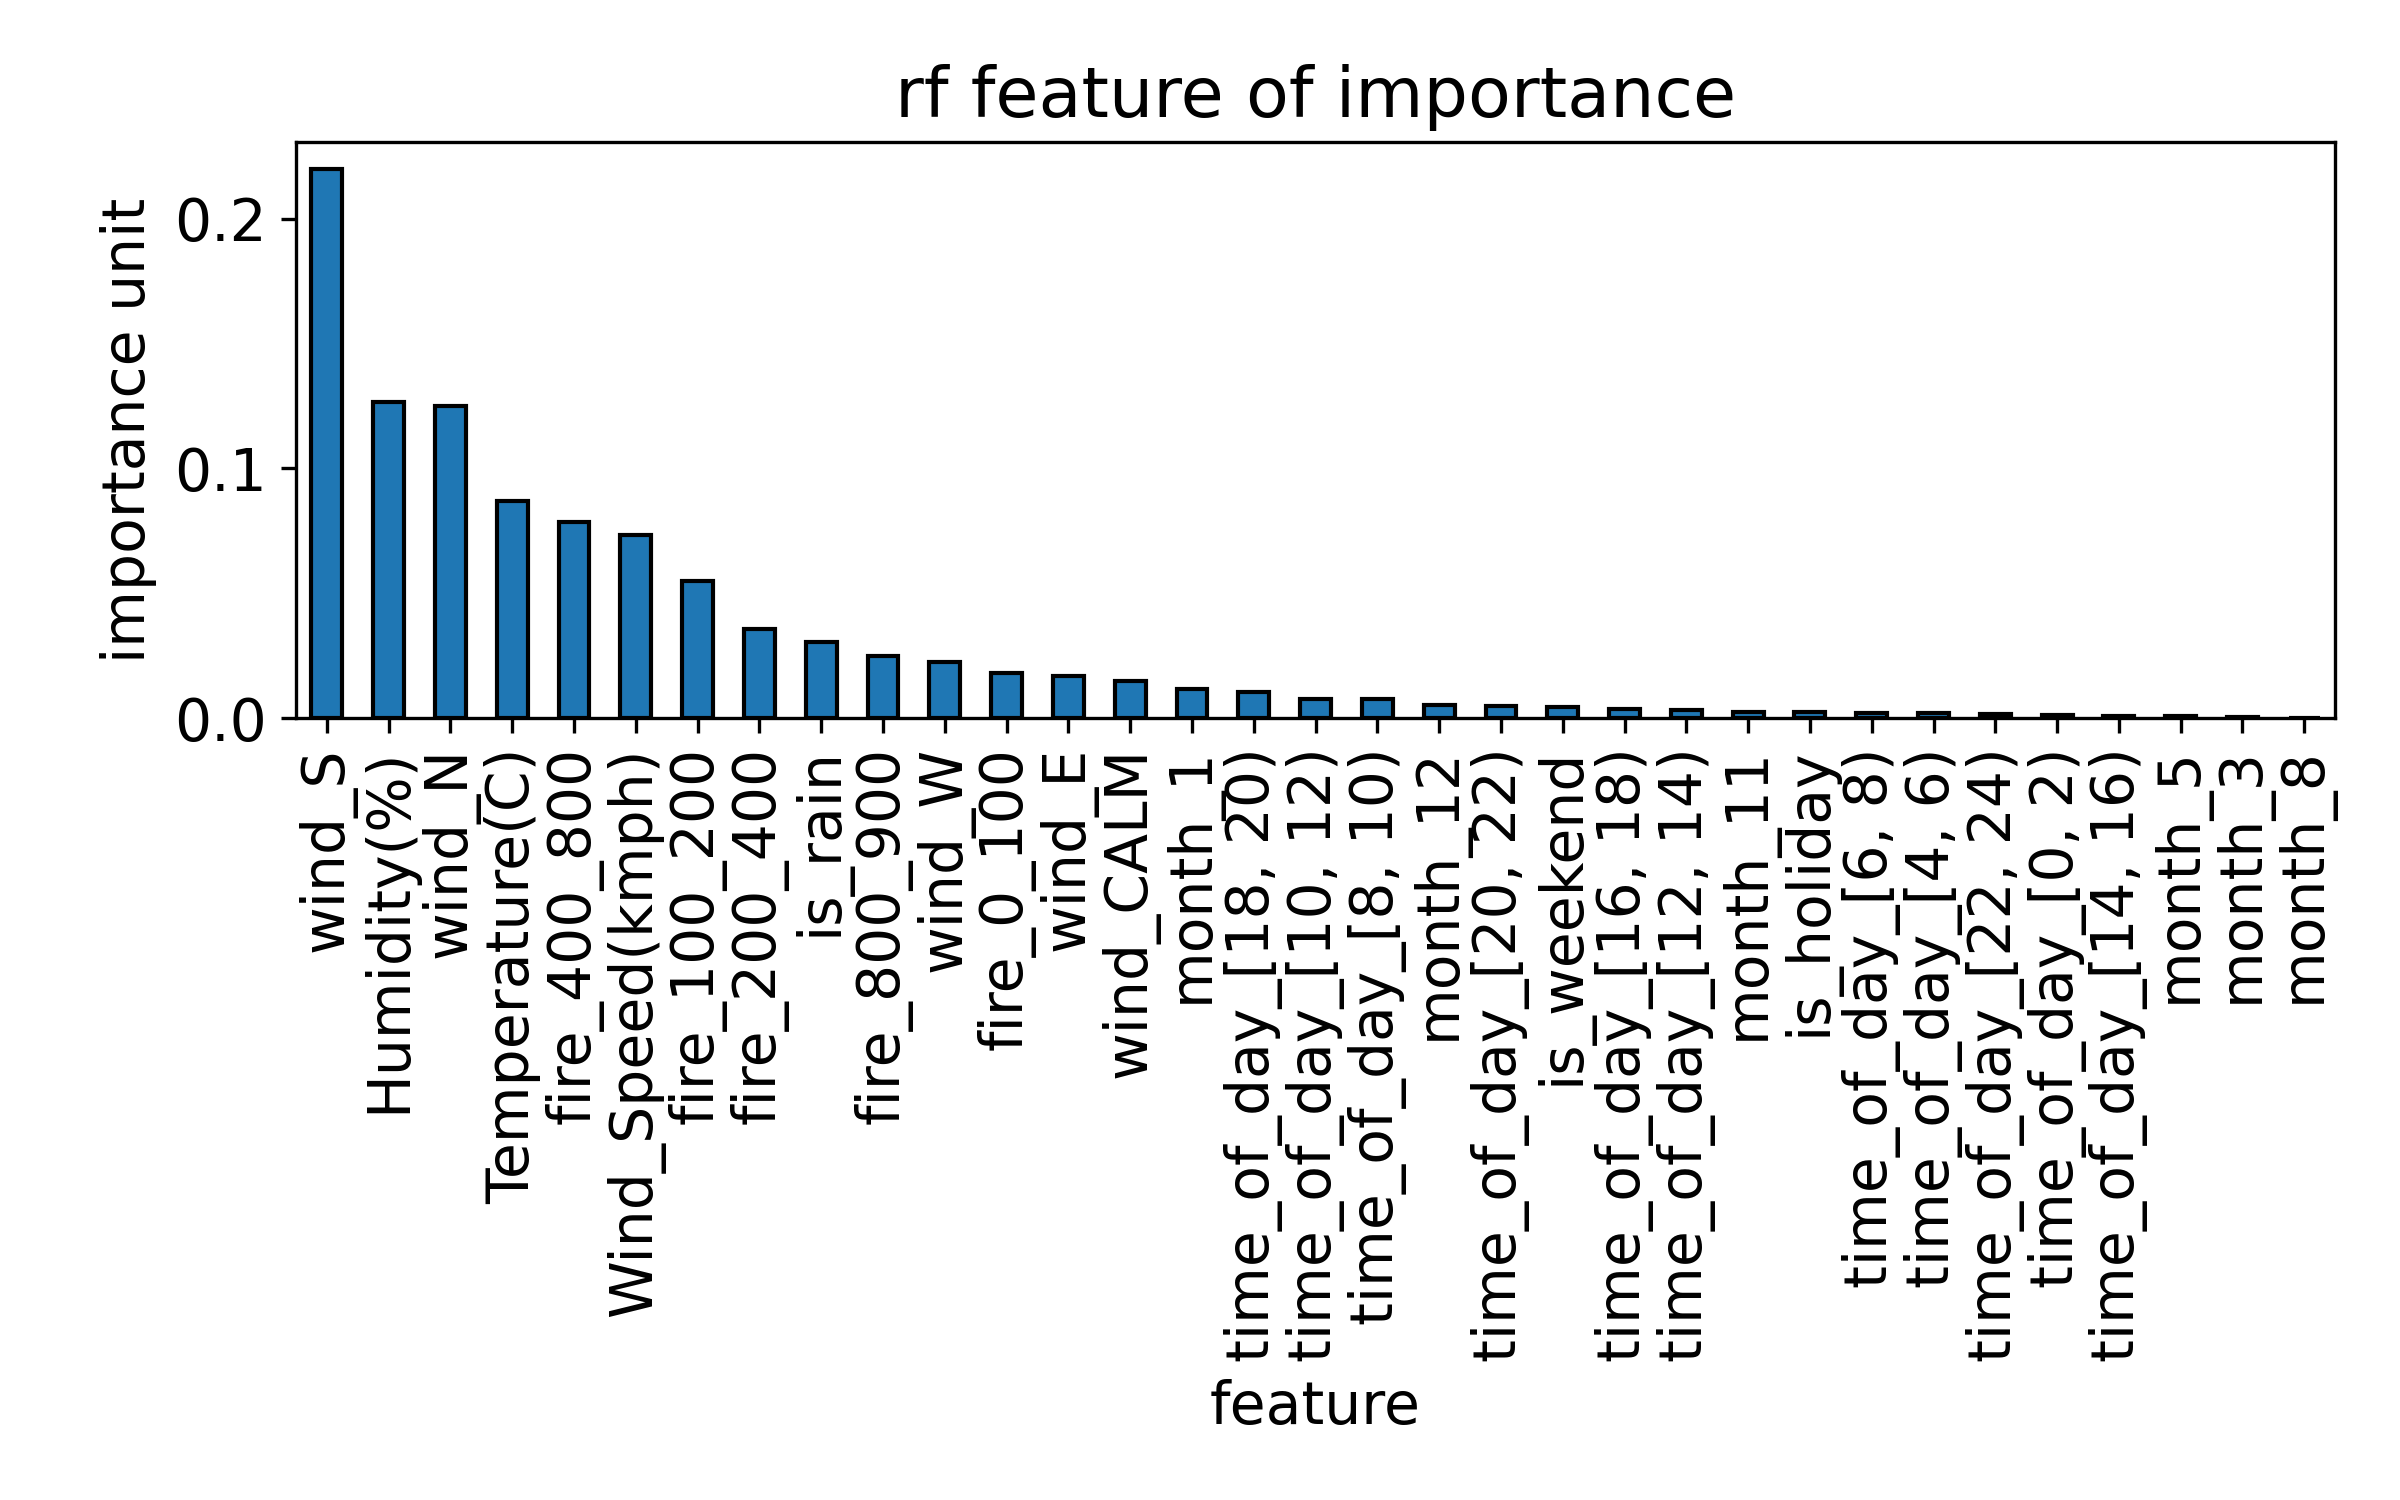 rf feature of importance
importance unit
0.2
0.1
0.0
wind_S
Humidity(%)
wind_N
Temperature(C)
fire_400_800
Wind_Speed(kmph)
fire_100_200
fire_200_400
is_rain
fire_800_900
wind_W
fire_0_100
wind_E
wind_CALM
month_1
time_of_day_[18, 20)
time_of_day_[10, 12)
time_of_day_[8, 10)
month_12
time_of_day_[20, 22)
is_weekend
time_of_day_[16, 18)
time_of_day_[12, 14)
month_11
is_holiday
time_of_day_[6, 8)
time_of_day_[4, 6)
time_of_day_[22, 24)
time_of_day_[0, 2)
time_of_day_[14, 16)
month_5
month_3
month_8
feature